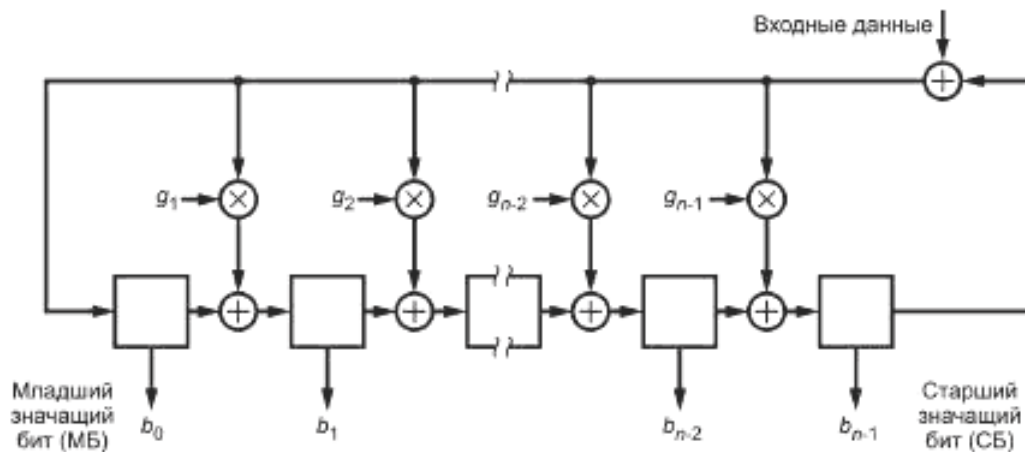 Входные данные
g1
g2
gn-2
gn-1
Младший
значащий
бит (МБ)
b0
b1
bn-2
bn-1
Старший
значащий
бит (СБ)